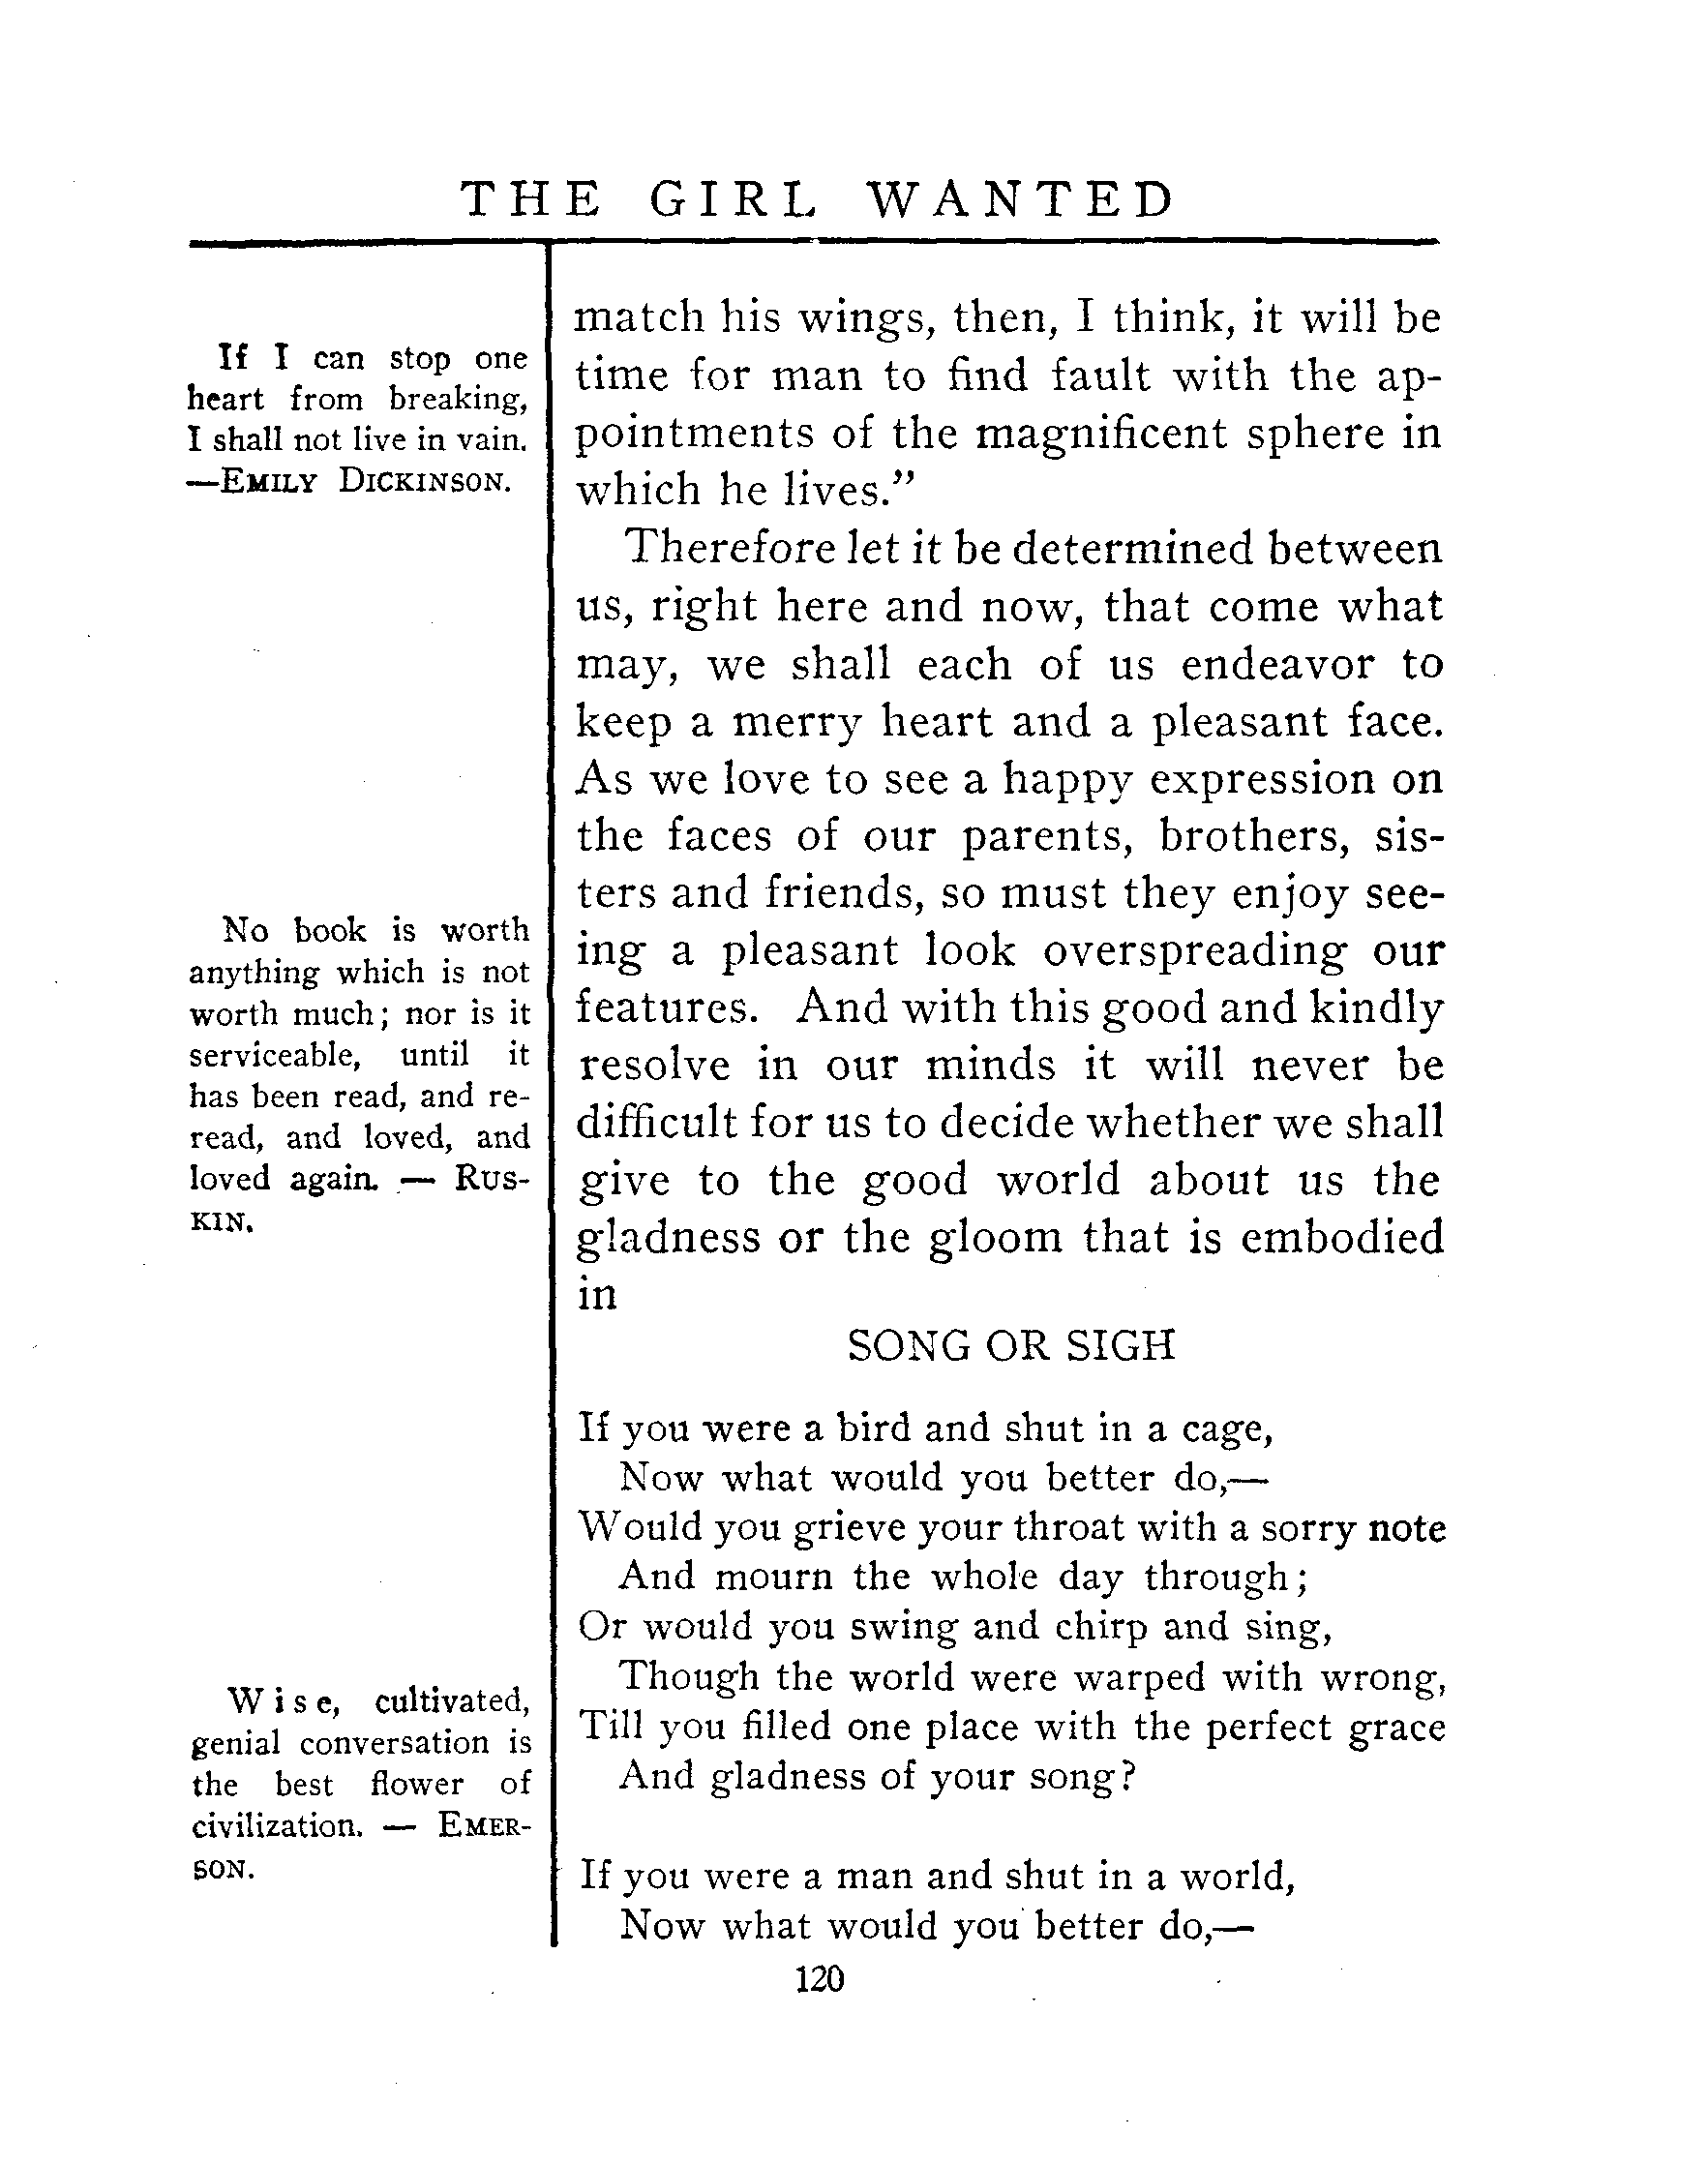 THE GIRL WANTED
If I can stop one
heart from breaking,
I shall not live in vain.
—EMILY DICKINSON.
No book is worth
anything which is not
worth much; nor is it
serviceable, until it
has been read, and re-
read, and loved, and
loved again. — RUS-
KIN.
Wise, cultivated,
genial conversation is
the best flower of
civilization. — EMER-
SON.
match his wings, then, I think, it will be
time for man to find fault with the ap-
pointments of the magnificent sphere in
which he lives.”
Therefore let it be determined between
us, right here and now, that come what
may, we shall each of us endeavor to
keep a merry heart and a pleasant face.
As we love to see a happy expression on
the faces of our parents, brothers, sis-
ters and friends, so must they enjoy see-
ing a pleasant look overspreading our
features. And with this good and kindly
resolve in our minds it will never be
difficult for us to decide whether we shall
give to the good world about us the
gladness or the gloom that is embodied
in
SONG OR SIGH
If you were a bird and shut in a cage,
Now what would you better do,—
Would you grieve your throat with a sorry note
And mourn the whole day through;
Or would you swing and chirp and sing,
Though the world were warped with wrong,
Till you filled one place with the perfect grace
And gladness of your song?
If you were a man and shut in a world,
Now what would you better do,—
120